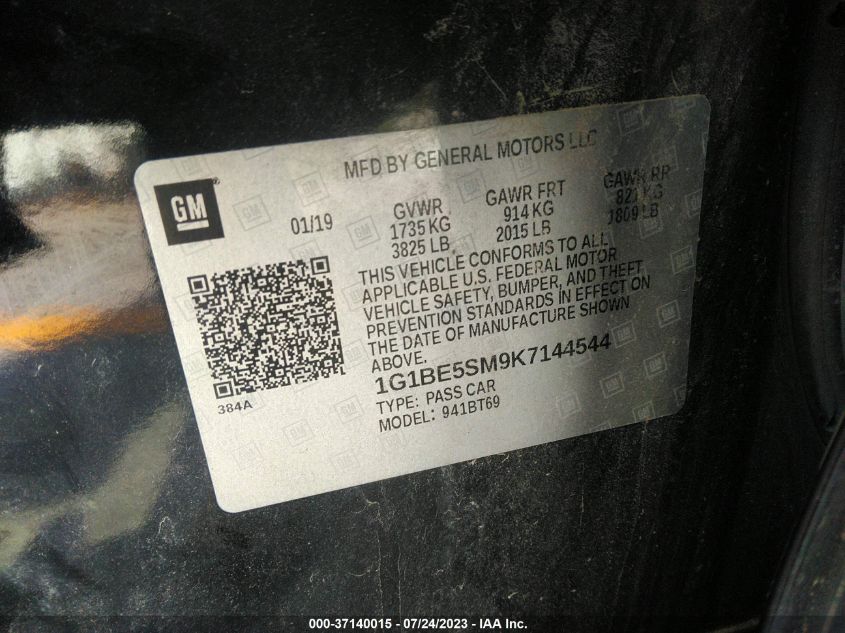 MFD BY GENERAL MOTORS LLC
GM
01/19
GVWR GAWR FRT GAWR RR
1735 KG 914 KG 821 KG
3825 LB 2015 LB 1809 LB
THIS VEHICLE CONFORMS TO ALL
APPLICABLE U.S. FEDERAL MOTOR
VEHICLE SAFETY, BUMPER, AND THEFT
PREVENTION STANDARDS IN EFFECT ON
THE DATE OF MANUFACTURE SHOWN
ABOVE.
1G1BE5SM9K7144544
384A
TYPE: PASS CAR
MODEL: 941BT69
000-37140015 - 07/24/2023 - IAA Inc.